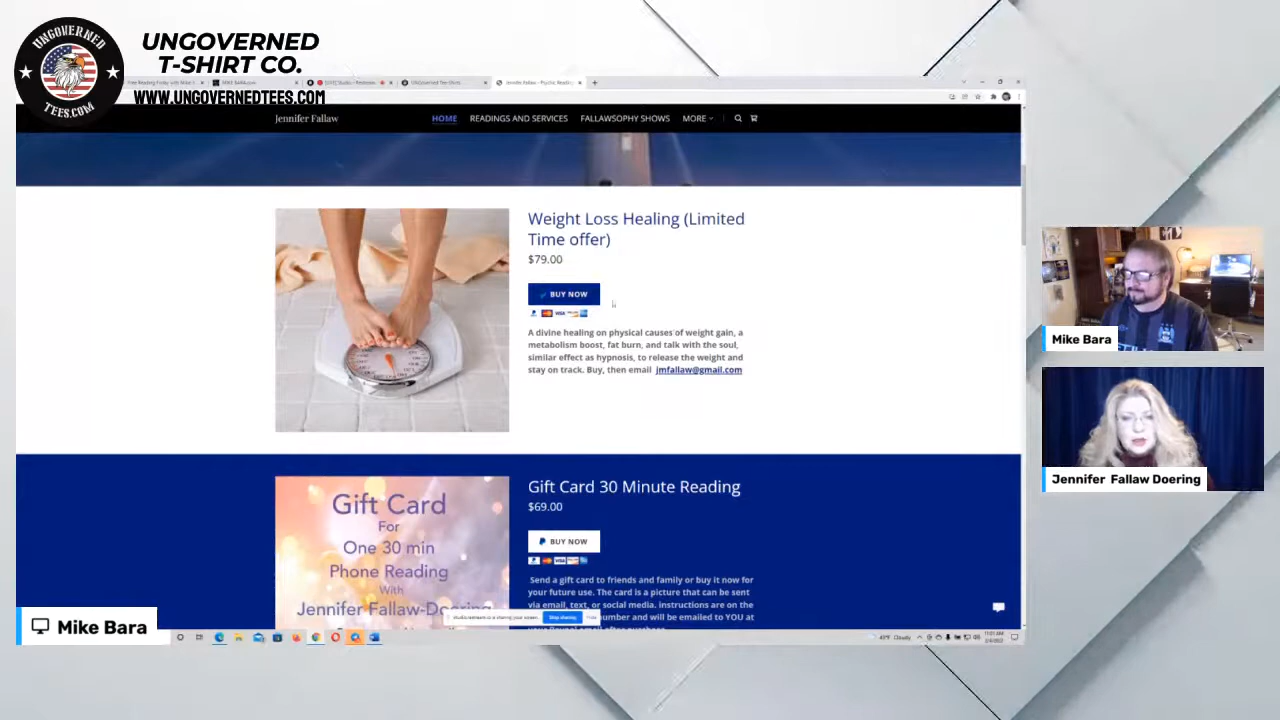 UNGOVERNED
TEES.COM
UNGOVERNED
T-SHIRT CO.
WWW.UNGOVERNEDTEES.COM
Jennifer Fallaw
HOME
READINGS AND SERVICES
FALLAWSOPHY SHOWS
MORE
Weight Loss Healing (Limited
Time offer)
$79.00
BUY NOW
A divine healing on physical causes of weight gain, a
metabolism boost, fat burn, and talk with the soul,
similar effect as hypnosis, to release the weight and
stay on track. Buy, then email jmfallaw@gmail.com
Gift Card
For
One 30 min
Phone Reading
With
Jennifer Fallaw-Doering
Gift Card 30 Minute Reading
$69.00
BUY NOW
Send a gift card to friends and family or buy it now for
your future use. The card is a picture that can be sent
via email, text, or social media. instructions are on the
number and will be emailed to YOU at
Stop sharing
Mike Bara
Jennifer Fallaw Doering
Mike Bara